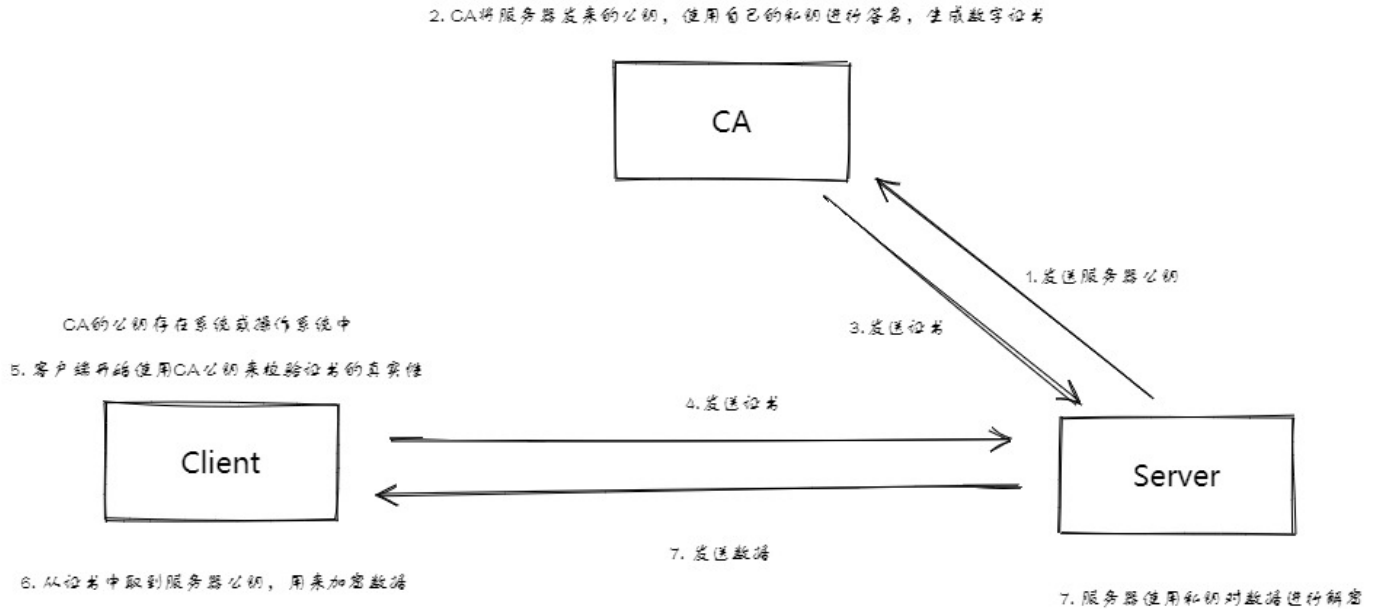 2. CA将服务器发来的公钥，使用自己的私钥进行签名，生成数字证书
CA
1.发送服务器公钥
CA的公钥存在系统或操作系统中
3.发送证书
5. 客户端开始使用CA公钥来检验证书的真实性
4.发送证书
Client
Server
7. 发送数据
6. 从证书中取到服务器公钥，用来加密数据
7. 服务器使用私钥对数据进行解密